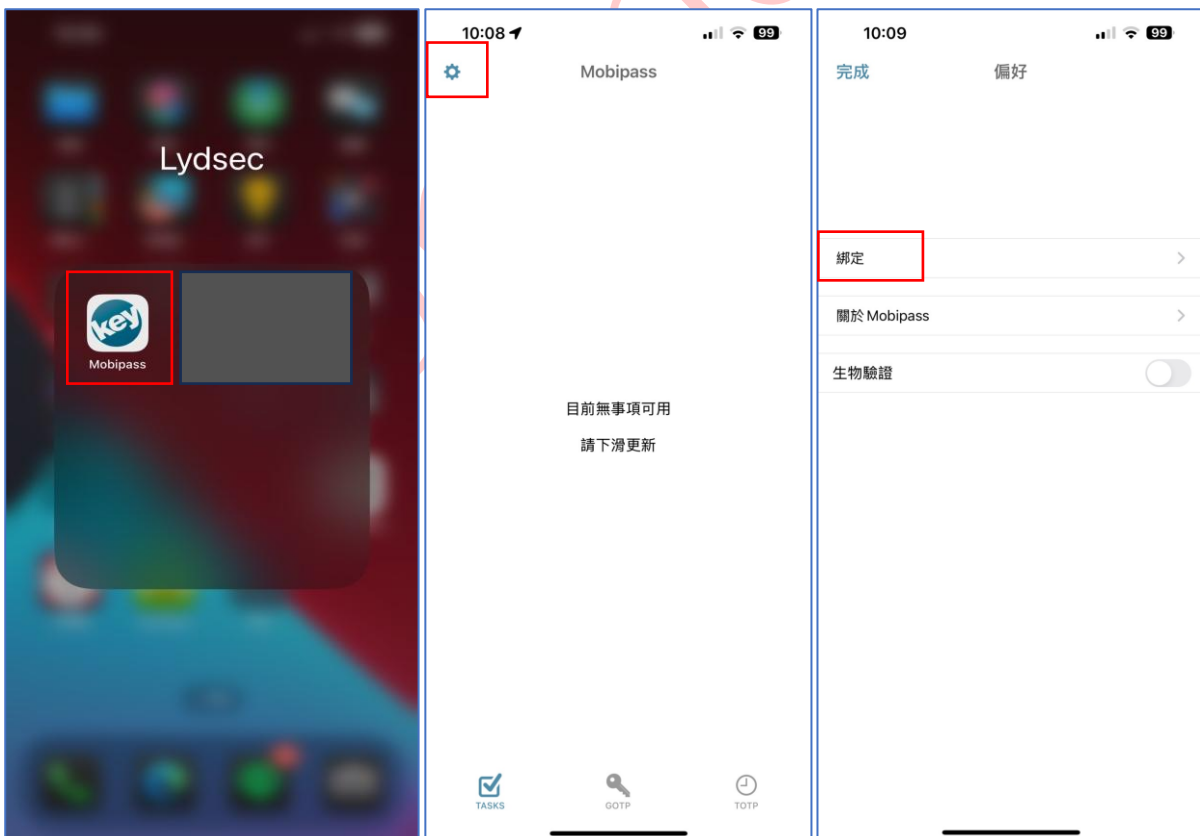 Lydsec
key
Mobipass
10:08
99
Mobipass
目前無事項可用
請下滑更新
TASKS
GOTP
TOTP
10:09
99
完成
偏好
綁定
關於 Mobipass
生物驗證